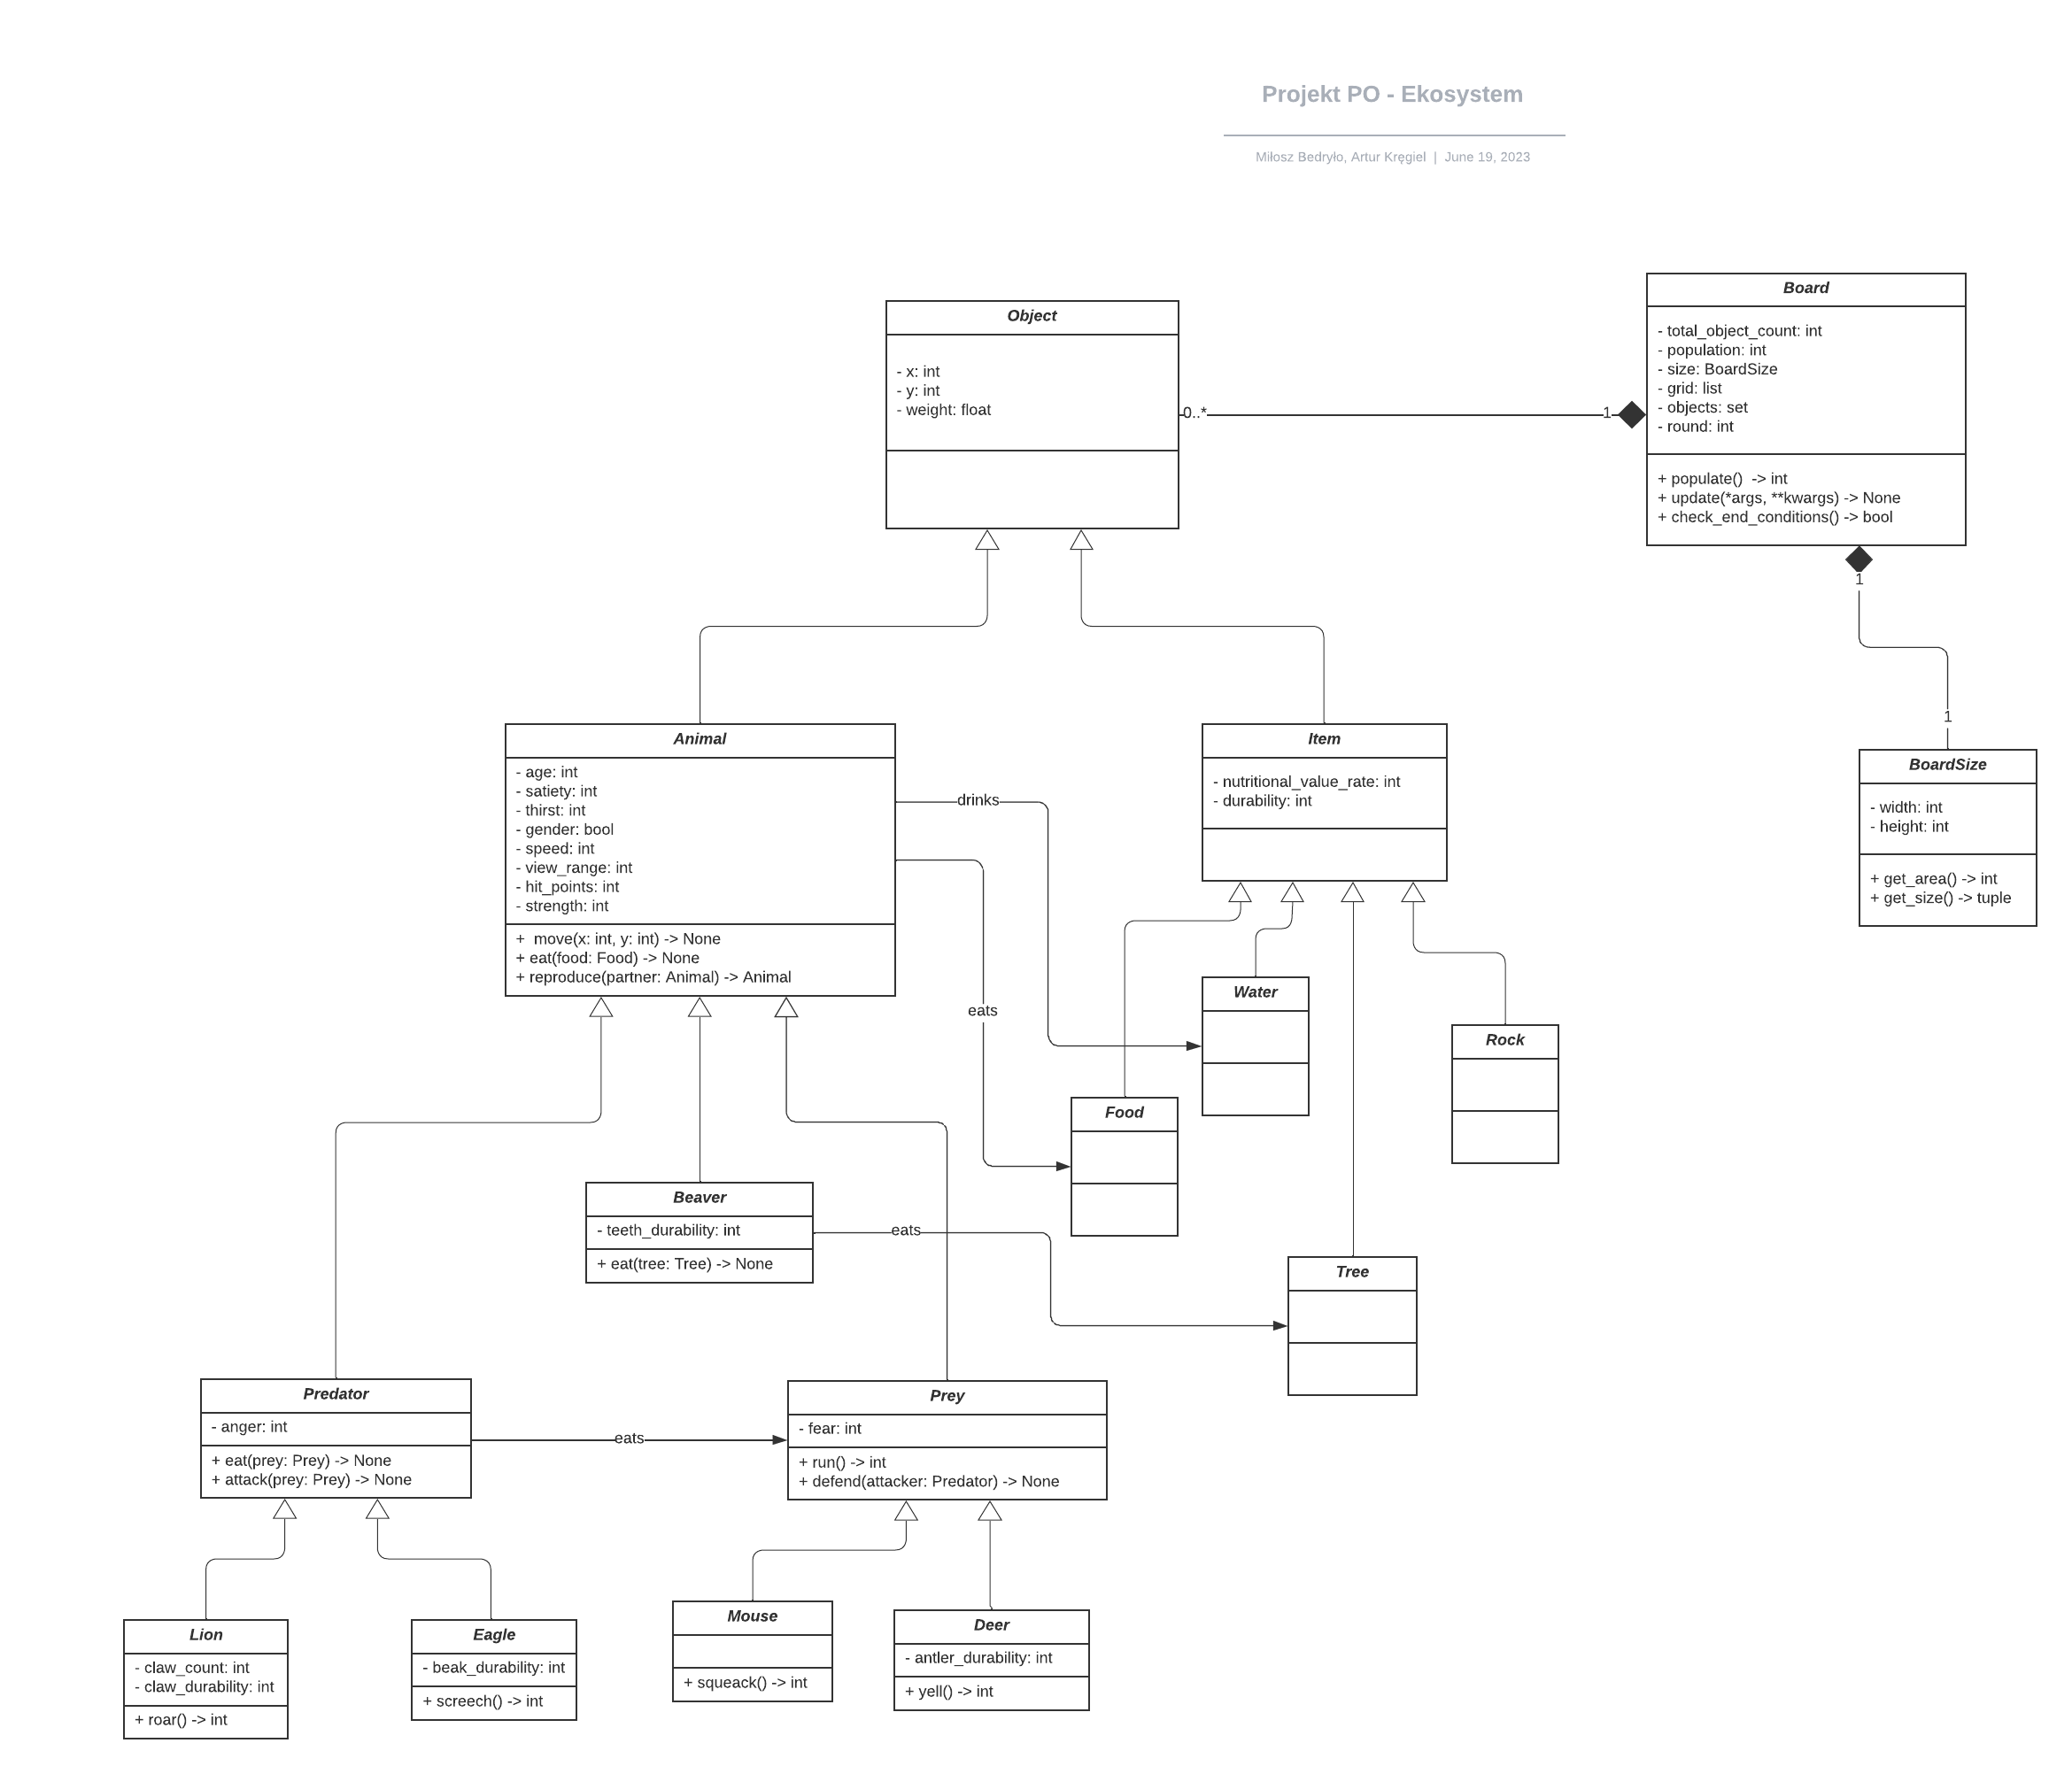 Projekt PO - Ekosystem
Miłosz Bedryło, Artur Kręgiel | June 19, 2023
Object
- x: int
- y: int
- weight: float
0..*
1
Board
- total_object_count: int
- population: int
- size: BoardSize
- grid: list
- objects: set
- round: int
+ populate()  -> int
+ update(*args, **kwargs) -> None
+ check_end_conditions() -> bool
1
1
BoardSize
- width: int
- height: int
+ get_area() -> int
+ get_size() -> tuple
Animal
- age: int
- satiety: int
- thirst: int
- gender: bool
- speed: int
- view_range: int
- hit_points: int
- strength: int
+  move(x: int, y: int) -> None
+ eat(food: Food) -> None
+ reproduce(partner: Animal) -> Animal
drinks
eats
Item
- nutritional_value_rate: int
- durability: int
Water
Rock
Food
Beaver
- teeth_durability: int
+ eat(tree: Tree) -> None
eats
Tree
Predator
- anger: int
+ eat(prey: Prey) -> None
+ attack(prey: Prey) -> None
eats
Prey
- fear: int
+ run() -> int
+ defend(attacker: Predator) -> None
Lion
- claw_count: int
- claw_durability: int
+ roar() -> int
Eagle
- beak_durability: int
+ screech() -> int
Mouse
+ squeack() -> int
Deer
- antler_durability: int
+ yell() -> int